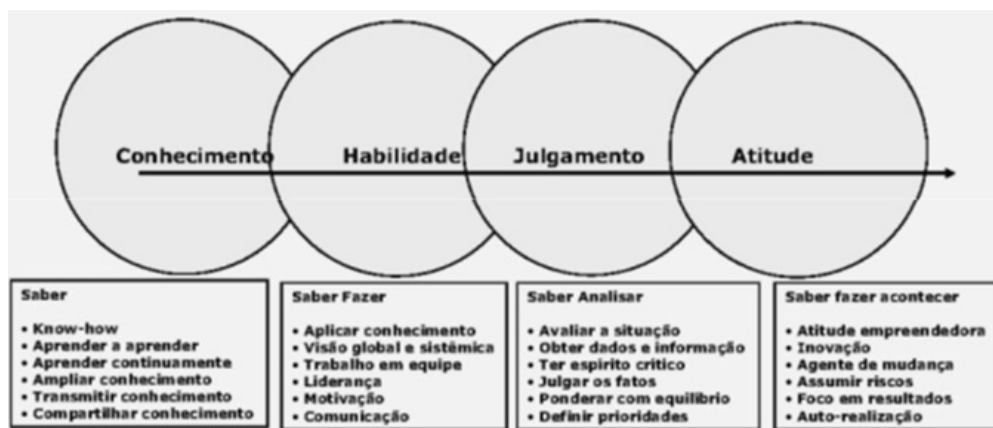 Conhecimento
Habilidade
Julgamento
Atitude
Saber
• Know-how
• Aprender a aprender
• Aprender continuamente
• Ampliar conhecimento
• Transmitir conhecimento
• Compartilhar conhecimento
Saber Fazer
• Aplicar conhecimento
• Visão global e sistêmica
• Trabalho em equipe
• Liderança
• Motivação
• Comunicação
Saber Analisar
• Avaliar a situação
• Obter dados e informação
• Ter espirito critico
• Julgar os fatos
• Ponderar com equilibrio
• Definir prioridades
Saber fazer acontecer
• Atitude empreendedora
• Inovação
• Agente de mudança
• Assumir riscos
• Foco em resultados
• Auto-realização